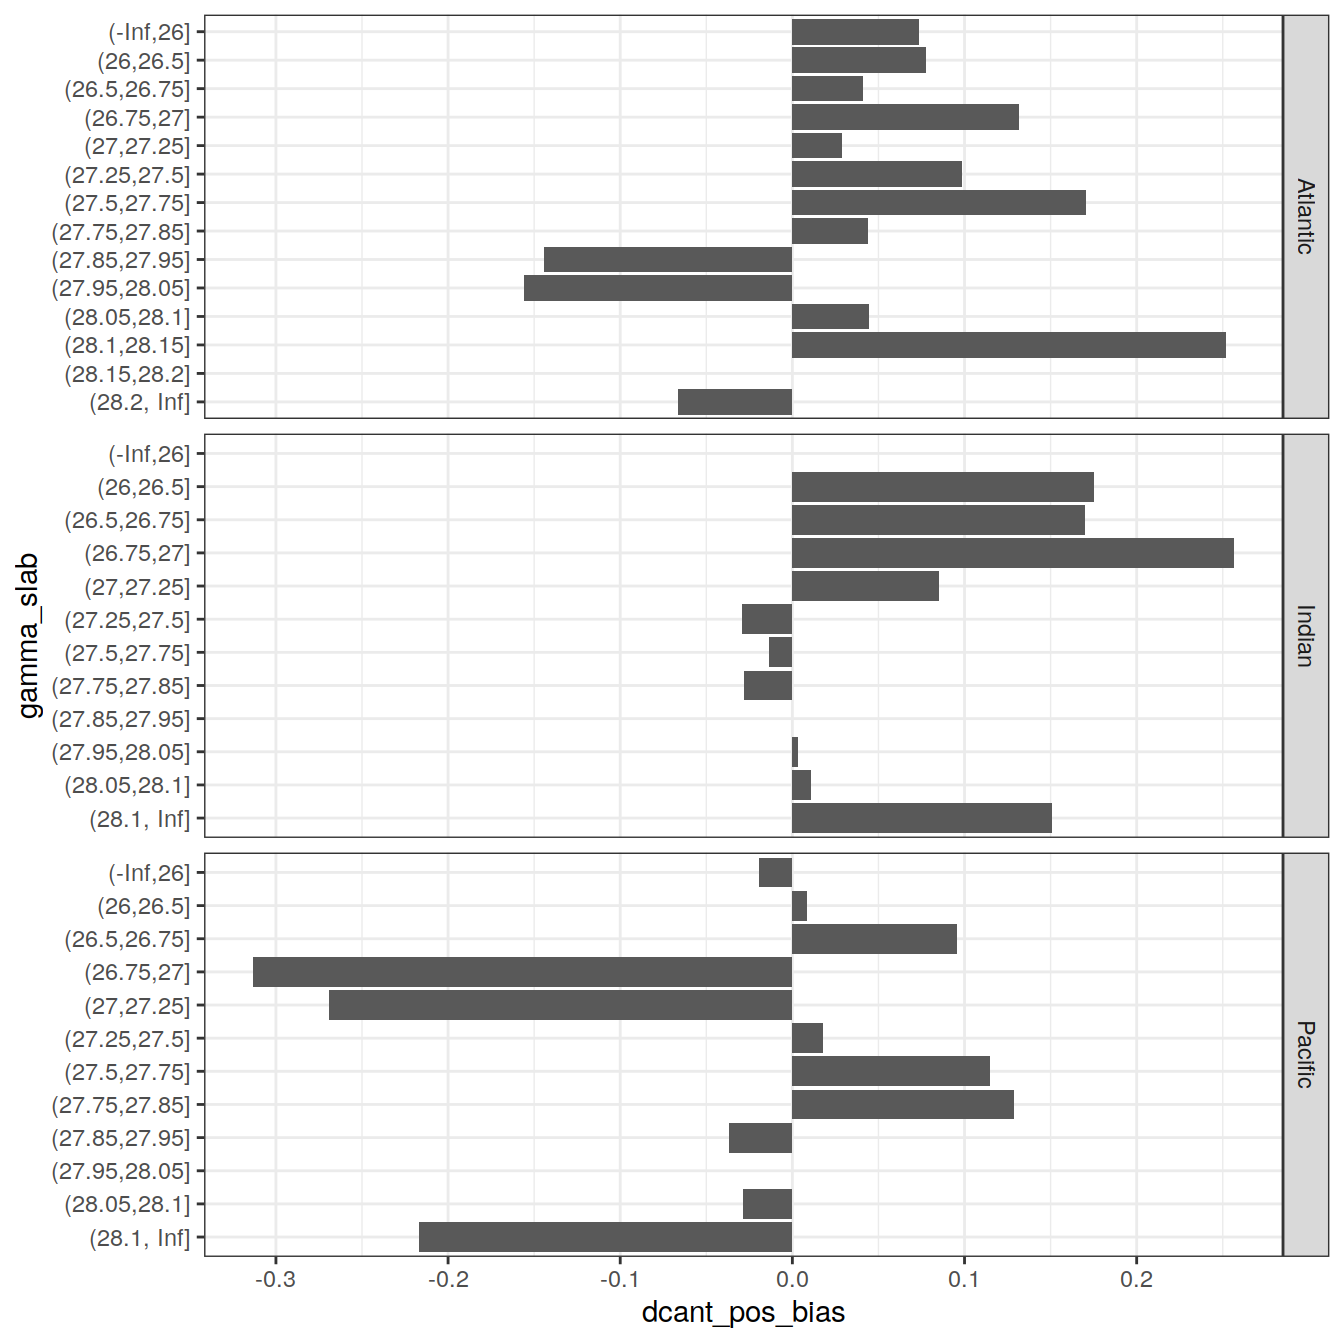 (-Inf,26]
(26,26.5]
(26.5,26.75]
(26.75,27]
(27,27.25]
(27.25,27.5]
(27.5,27.75]
(27.75,27.85]
(27.85,27.95]
(27.95,28.05]
(28.05,28.1]
(28.1,28.15]
(28.15,28.2]
(28.2, Inf]
Atlantic
(-Inf,26]
(26,26.5]
(26.5,26.75]
(26.75,27]
(27,27.25]
(27.25,27.5]
(27.5,27.75]
(27.75,27.85]
(27.85,27.95]
(27.95,28.05]
(28.05,28.1]
(28.1, Inf]
Indian
gamma_slab
(-Inf,26]
(26,26.5]
(26.5,26.75]
(26.75,27]
(27,27.25]
(27.25,27.5]
(27.5,27.75]
(27.75,27.85]
(27.85,27.95]
(27.95,28.05]
(28.05,28.1]
(28.1, Inf]
Pacific
-0.3 -0.2 -0.1 0.0 0.1 0.2
dcant_pos_bias